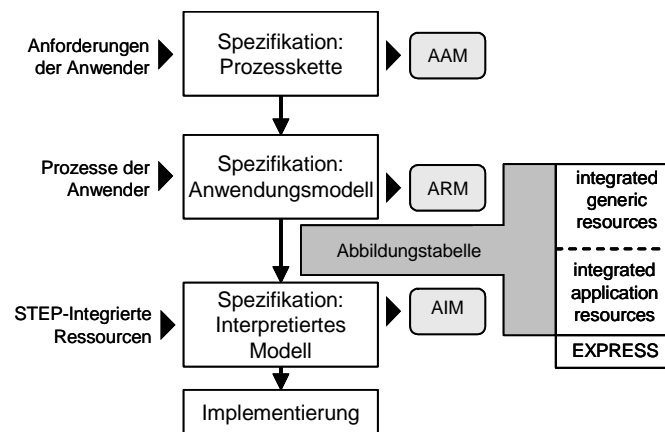 Anforderungen
der Anwender
Spezifikation:
Prozesskette
AAM
Prozesse der
Anwender
Spezifikation:
Anwendungsmodell
ARM
integrated
generic
resources
Abbildungstabelle
integrated
application
resources
EXPRESS
STEP-Integrierte
Ressourcen
Spezifikation:
Interpretiertes
Modell
AIM
Implementierung